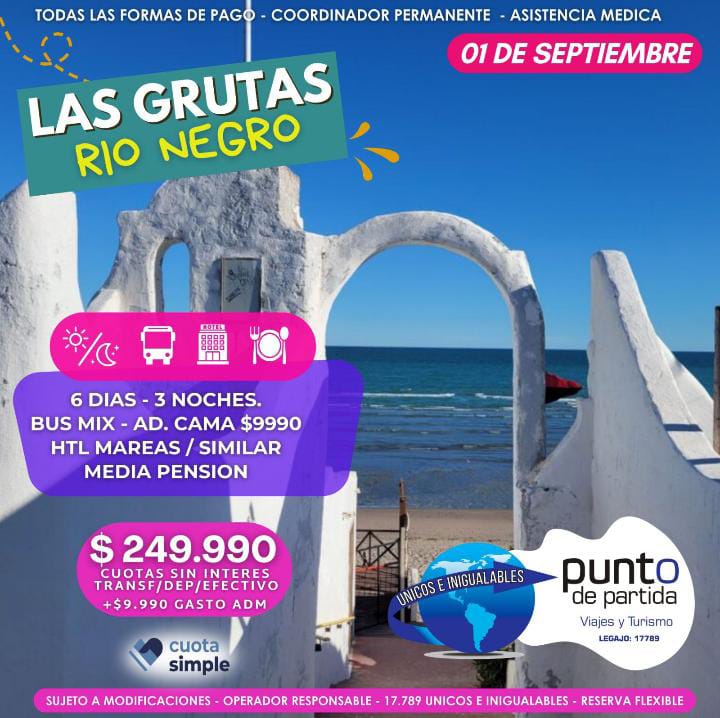 TODAS LAS FORMAS DE PAGO - COORDINADOR PERMANENTE - ASISTENCIA MEDICA
01 DE SEPTIEMBRE
LAS GRUTAS
RIO NEGRO
HOTEL
6 DIAS - 3 NOCHES.
BUS MIX - AD. CAMA $9990
HTL MAREAS / SIMILAR
MEDIA PENSION
$ 249.990
CUOTAS SIN INTERES
TRANSF/DEP/EFECTIVO
+$9.990 GASTO ADM
cuota
simple
UNICOS E INIGUALABLES
punto
de partida
Viajes y Turismo
LEGAJO: 17789
SUJETO A MODIFICACIONES - OPERADOR RESPONSABLE - 17.789 UNICOS E INIGUALABLES - RESERVA FLEXIBLE